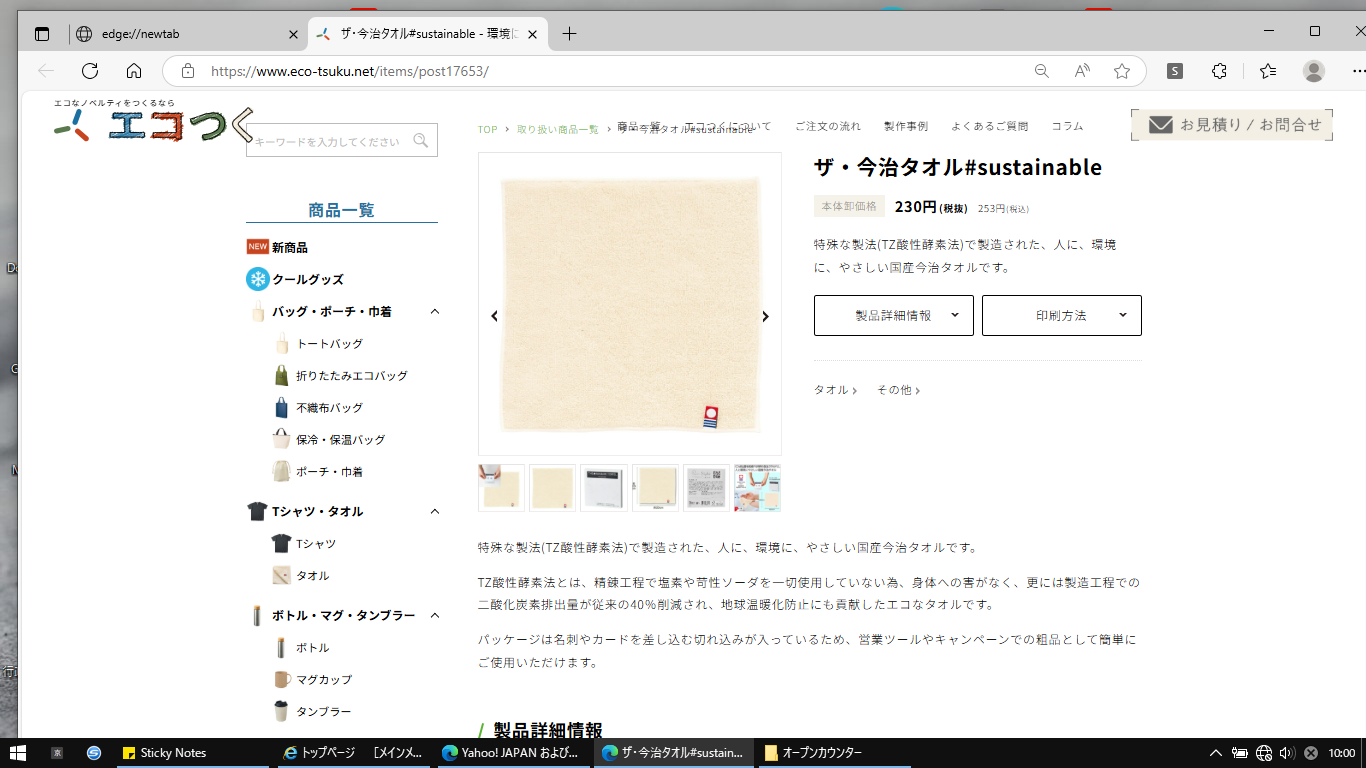 edge://newtab
ザ・今治タオル#sustainable - 環境に
https://www.eco-tsuku.net/items/post17653/
エコなノベルティをつくるなら
エコつく
キーワードを入力してください
TOP › 取り扱い商品一覧 › ザ・今治タオル#sustainable
商品一覧 エコつくについて ご注文の流れ 製作事例 よくあるご質問 コラム
お見積り / お問合せ
商品一覧
NEW 新商品
クールグッズ
バッグ・ポーチ・巾着
トートバッグ
折りたたみエコバッグ
不織布バッグ
保冷・保温バッグ
ポーチ・巾着
Tシャツ・タオル
Tシャツ
タオル
ボトル・マグ・タンブラー
ボトル
マグカップ
タンブラー
ザ・今治タオル#sustainable
本体卸価格 230円(税抜) 253円(税込)
特殊な製法(TZ酸性酵素法)で製造された、人に、環境
に、やさしい国産今治タオルです。
製品詳細情報 印刷方法
タオル › その他 ›
特殊な製法(TZ酸性酵素法)で製造された、人に、環境に、やさしい国産今治タオルです。
TZ酸性酵素法とは、精錬工程で塩素や苛性ソーダを一切使用していない為、身体への害がなく、更には製造工程での
二酸化炭素排出量が従来の40％削減され、地球温暖化防止にも貢献したエコなタオルです。
パッケージは名刺やカードを差し込む切れ込みが入っているため、営業ツールやキャンペーンでの粗品として簡単に
ご使用いただけます。
/ 製品詳細情報
Sticky Notes
トップページ [メインメ...
Yahoo! JAPAN および...
ザ・今治タオル#sustain...
オープンカウンター
10:00